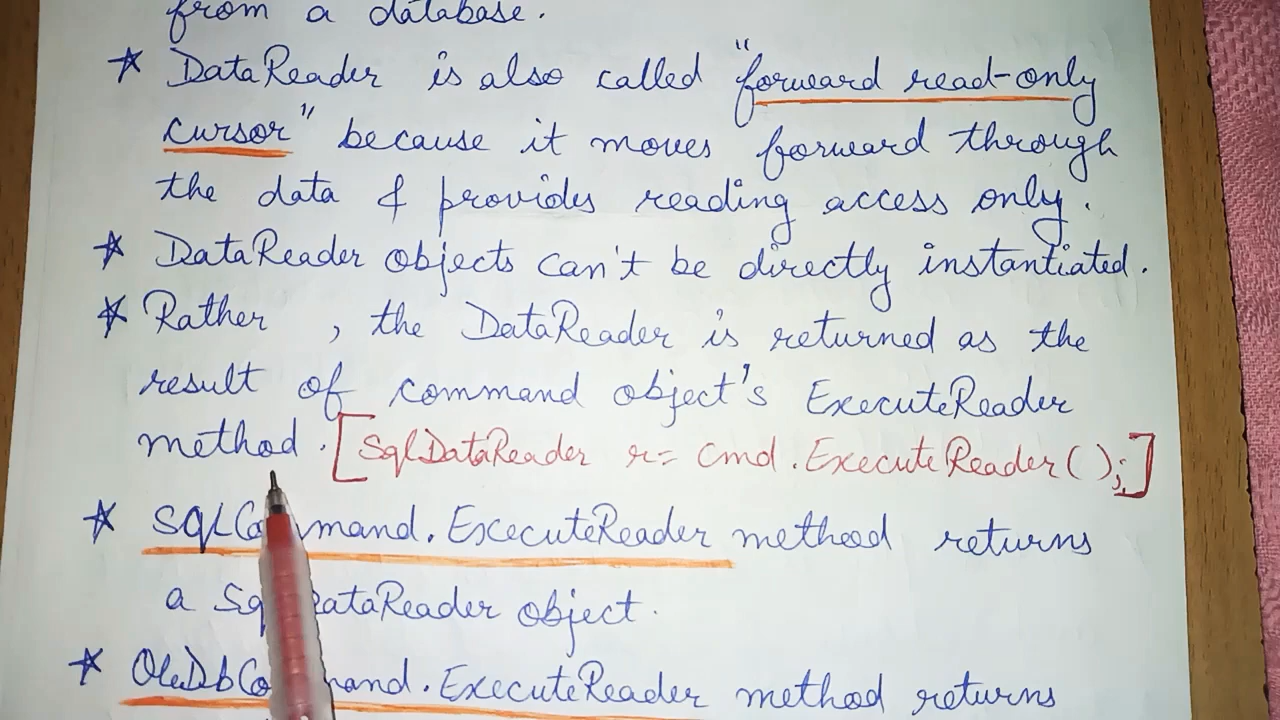 from a database.
* DataReader is also called "forward read-only
cursor" because it moves forward through
the data & provides reading access only.
* DataReader objects can't be directly instantiated.
* Rather , the DataReader is returned as the
result of command object's ExecuteReader
method. [SqlDataReader r= cmd.ExecuteReader();]
* SQLCommand.ExecuteReader method returns
a SqlDataReader object.
* OleDbCommand.ExecuteReader method returns